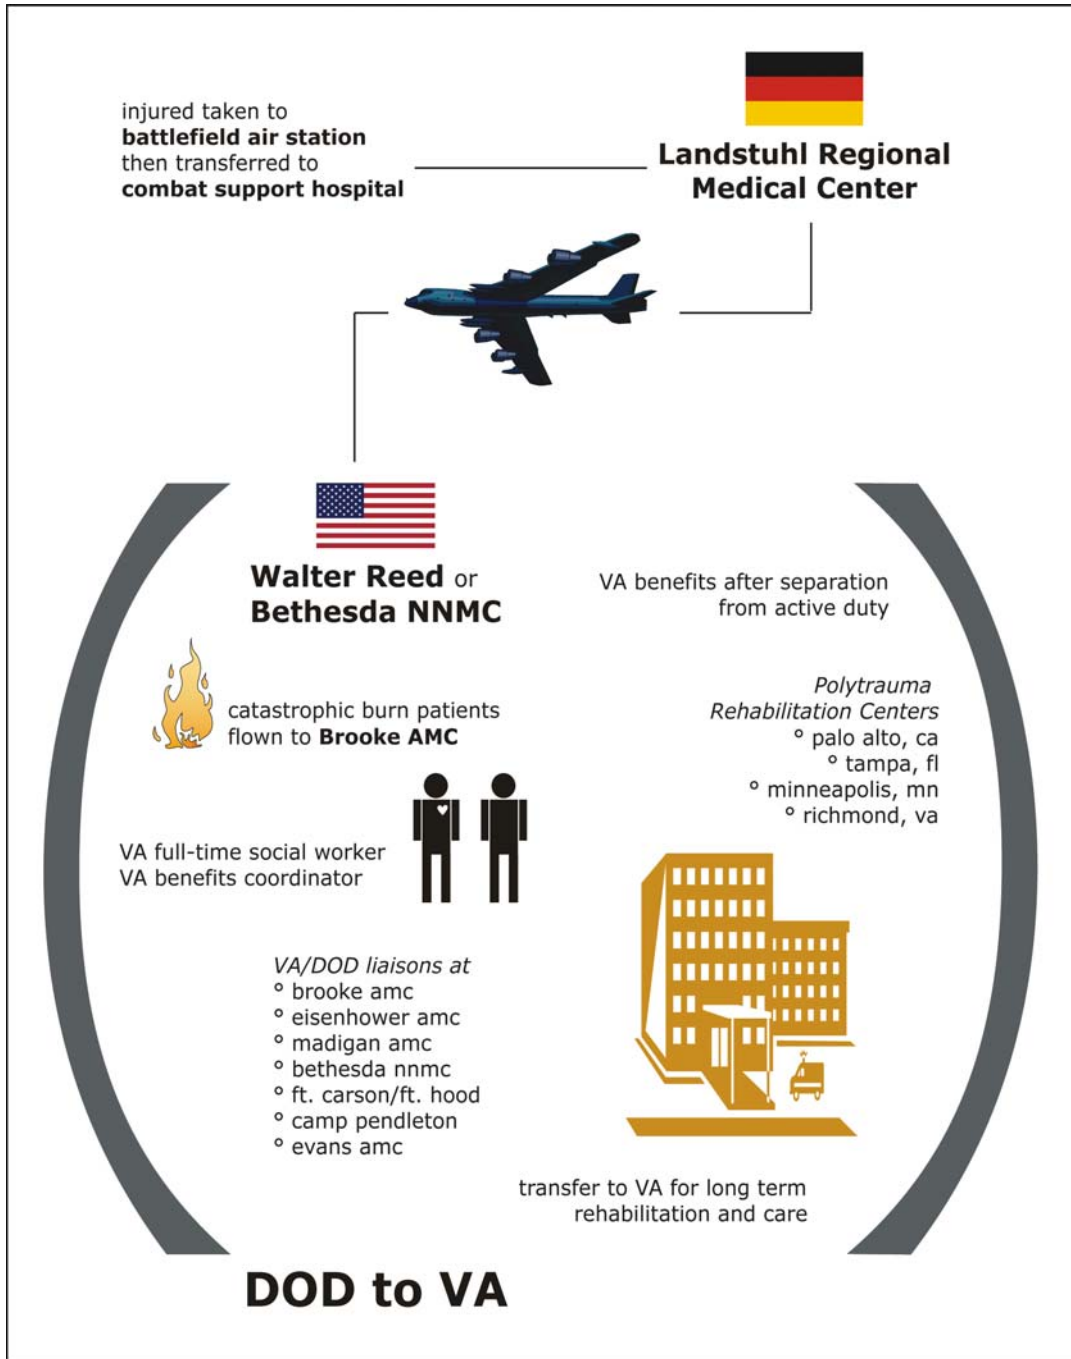 injured taken to
battlefield air station
then transferred to
combat support hospital
Landstuhl Regional
Medical Center
Walter Reed or
Bethesda NNMC
catastrophic burn patients
flown to Brooke AMC
VA full-time social worker
VA benefits coordinator
VA/DOD liaisons at
° brooke amc
° eisenhower amc
° madigan amc
° bethesda nnmc
° ft. carson/ft. hood
° camp pendleton
° evans amc
VA benefits after separation
from active duty
Polytrauma
Rehabilitation Centers
° palo alto, ca
° tampa, fl
° minneapolis, mn
° richmond, va
transfer to VA for long term
rehabilitation and care
DOD to VA